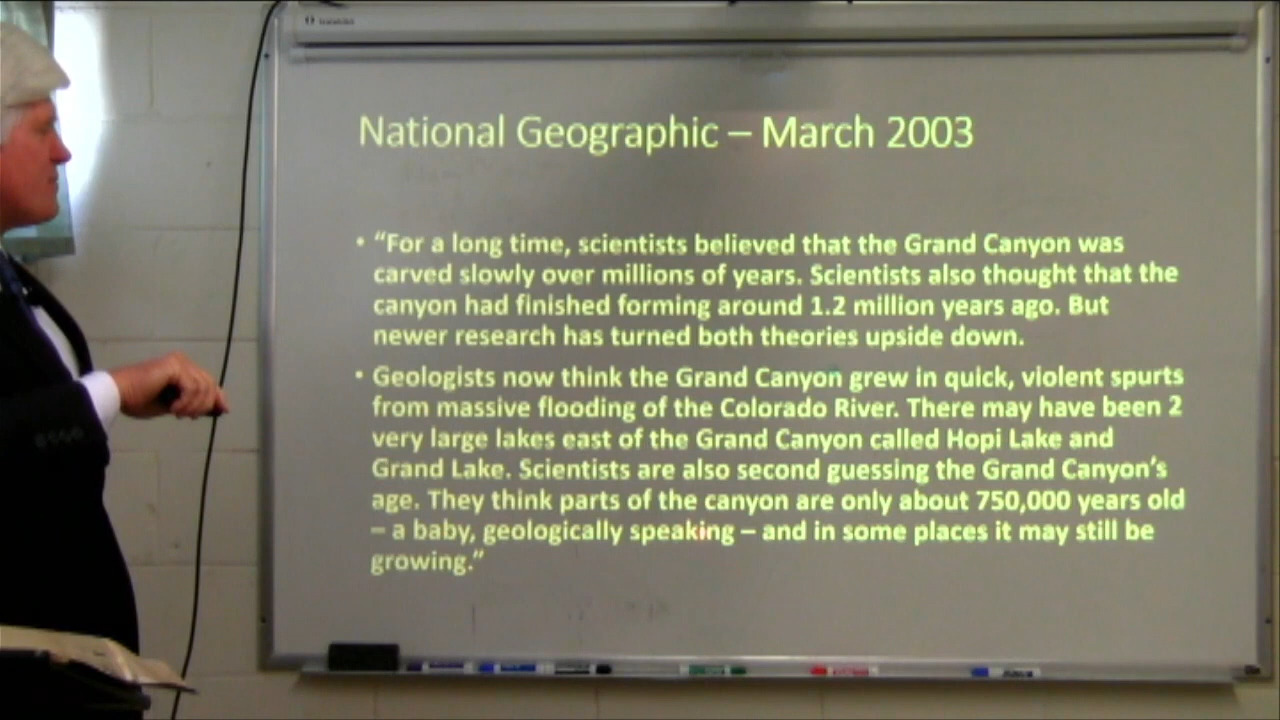 National Geographic – March 2003
• “For a long time, scientists believed that the Grand Canyon was
carved slowly over millions of years. Scientists also thought that the
canyon had finished forming around 1.2 million years ago. But
newer research has turned both theories upside down.
• Geologists now think the Grand Canyon grew in quick, violent spurts
from massive flooding of the Colorado River. There may have been 2
very large lakes east of the Grand Canyon called Hopi Lake and
Grand Lake. Scientists are also second guessing the Grand Canyon’s
age. They think parts of the canyon are only about 750,000 years old
– a baby, geologically speaking – and in some places it may still be
growing.”